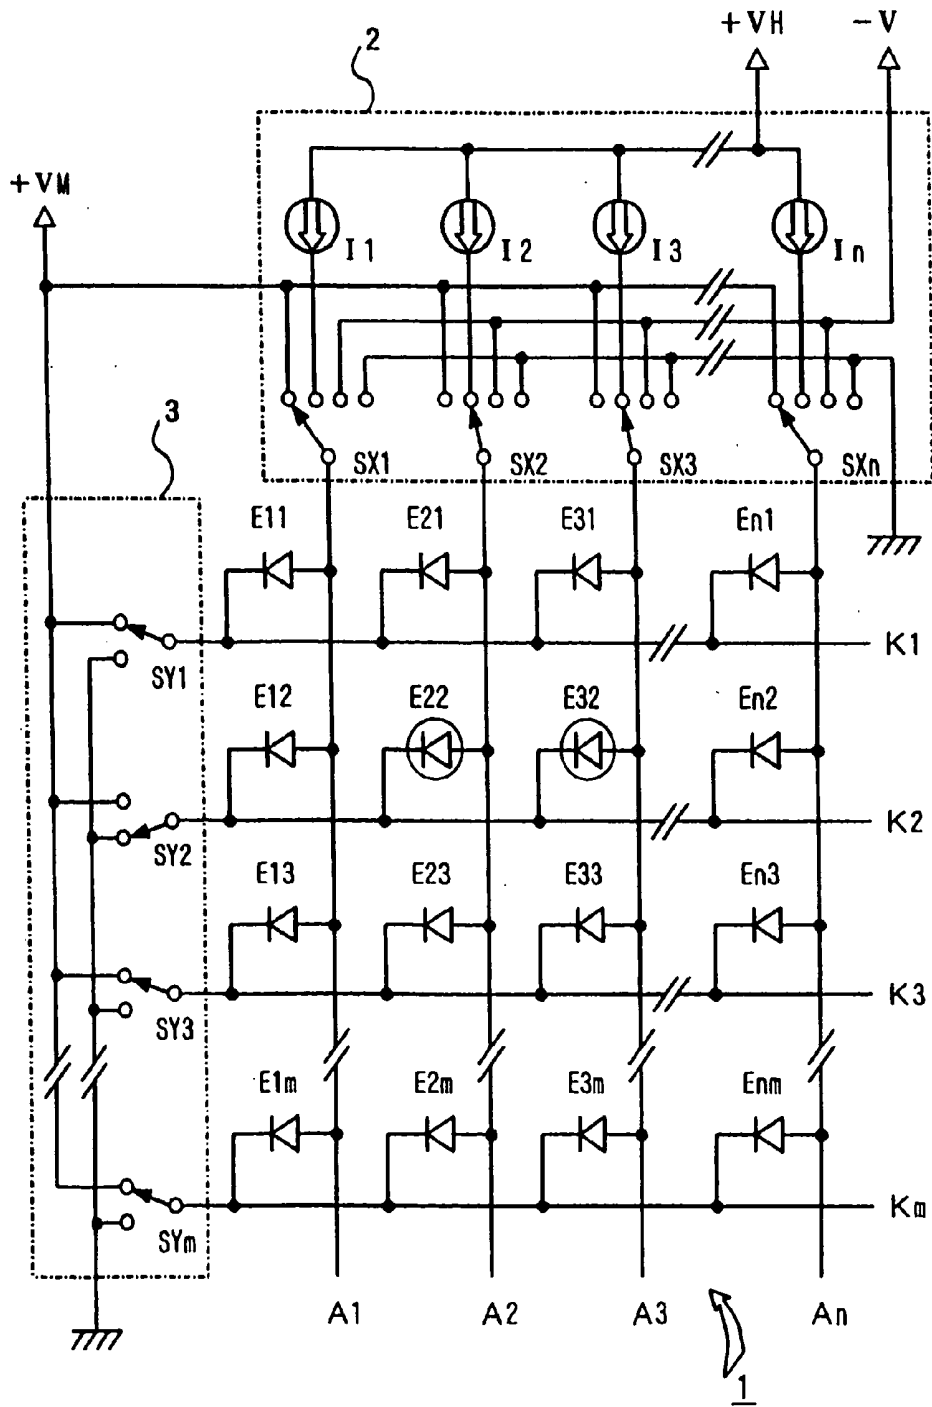 +VH -V
2
+VM
I1 I2 I3 In
3
SX1 SX2 SX3 SXn
E11 E21 E31 En1
K1
SY1
E12 E22 E32 En2
K2
SY2
E13 E23 E33 En3
K3
SY3
E1m E2m E3m Enm
Km
SYm
A1 A2 A3 An
1